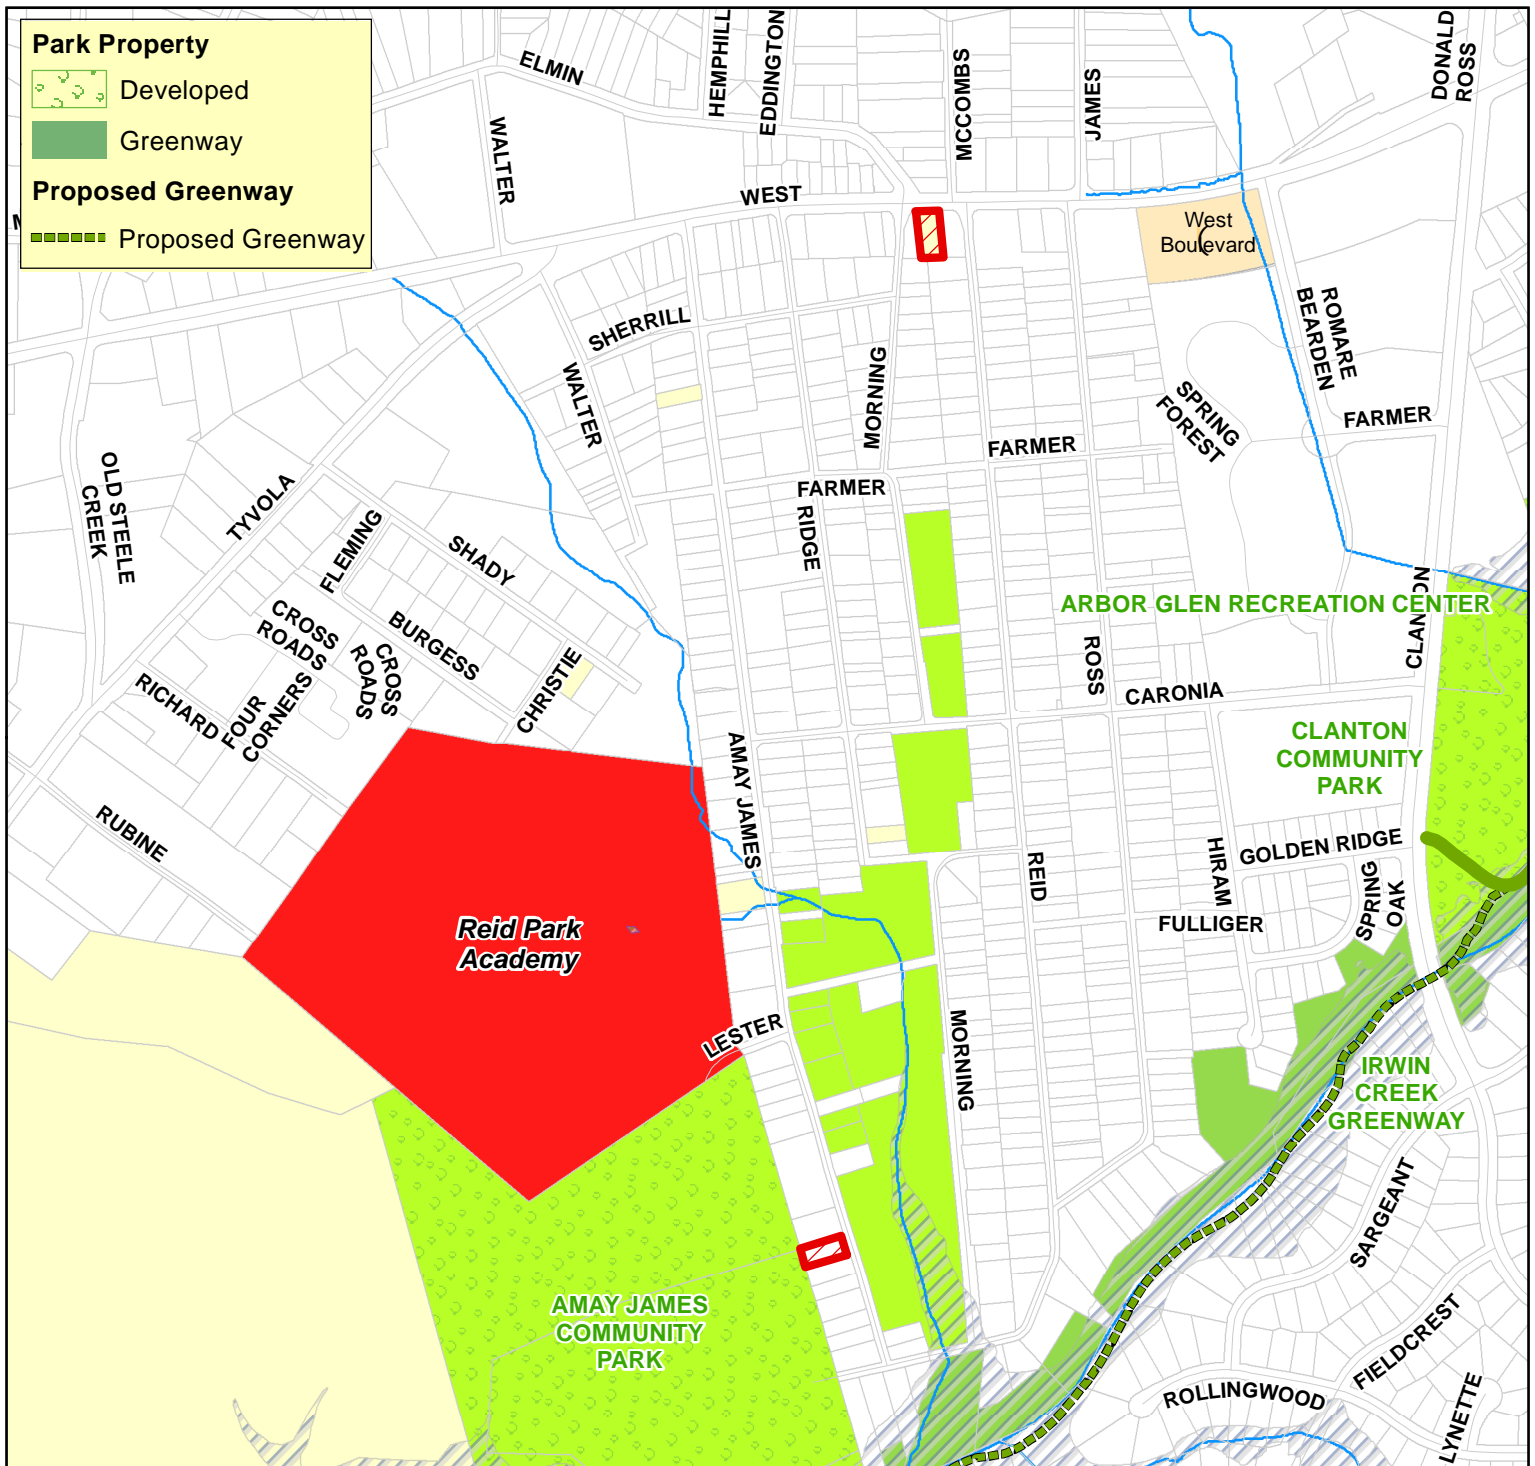 Park Property
Developed
Greenway
Proposed Greenway
Proposed Greenway
ELMIN
HEMPHILL
EDDINGTON
MCCOMBS
JAMES
DONALD
ROSS
WALTER
WEST
West
Boulevard
SHERRILL
WALTER
MORNING
ROMARE
BEARDEN
SPRING
FOREST
FARMER
FARMER
FARMER
RIDGE
OLD STEELE
CREEK
TYVOLA
FLEMING
SHADY
CROSS
ROADS
BURGESS
CROSS
ROADS
CHRISTIE
RICHARD
FOUR
CORNERS
RUBINE
ARBOR GLEN RECREATION CENTER
CLANTON
ROSS
CARONIA
CLANTON
COMMUNITY
PARK
AMAY JAMES
HIRAM
GOLDEN RIDGE
REID
SPRING
OAK
FULLIGER
Reid Park
Academy
LESTER
MORNING
IRWIN
CREEK
GREENWAY
SARGEANT
AMAY JAMES
COMMUNITY
PARK
FIELDCREST
ROLLINGWOOD
LYNETTE